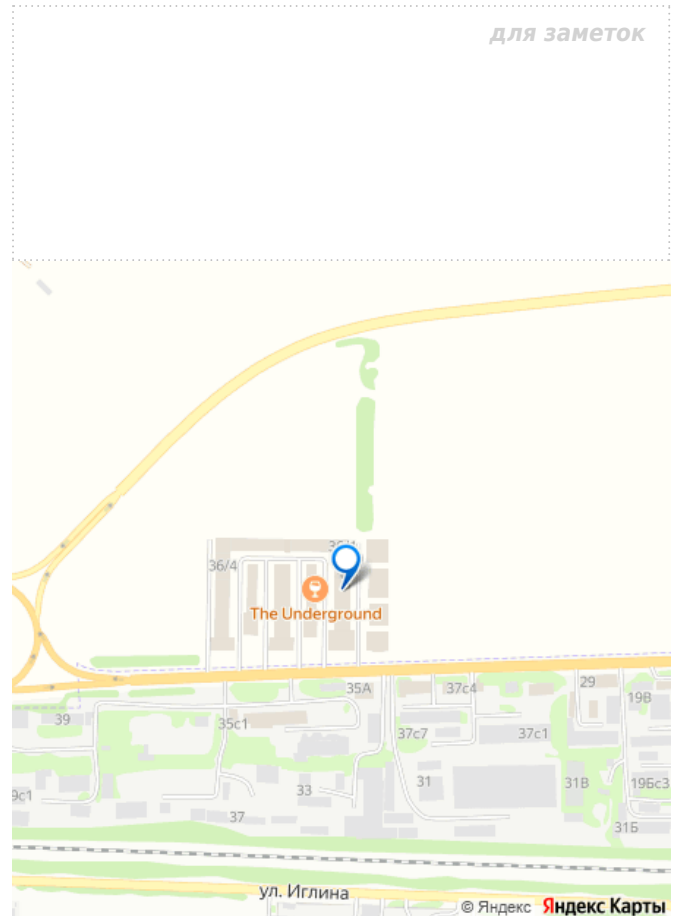 для заметок
36/4
The Underground
35А
37с4
29
19В
39
35с1
37с7
37с1
31
31В
19Бс3
33
9с1
37
31Б
ул. Иглина
© Яндекс Яндекс Карты